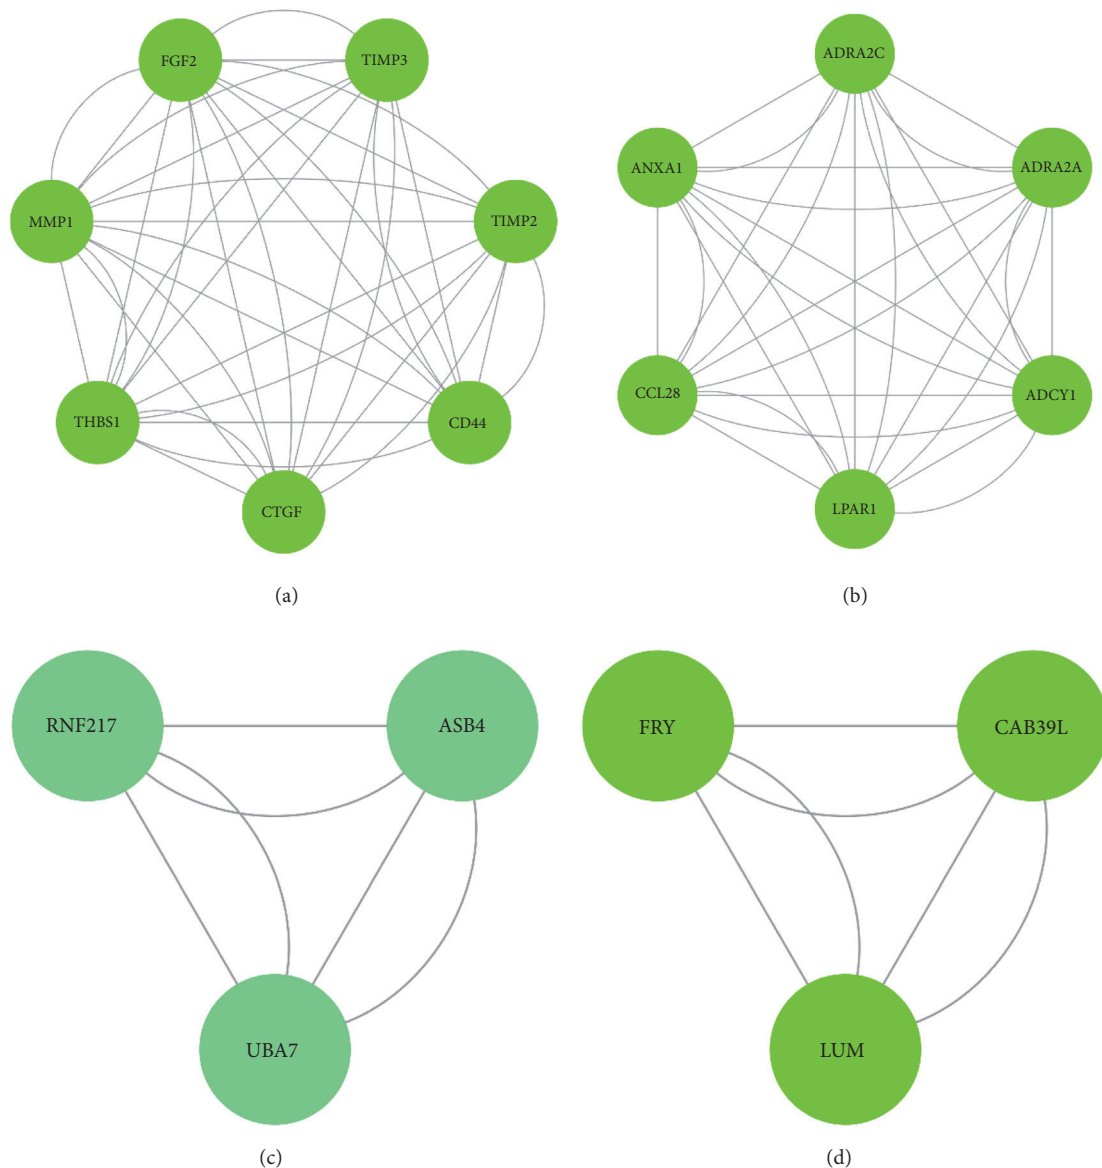 FGF2
TIMP3
MMP1
TIMP2
THBS1
CD44
CTGF
(a)
ADRA2C
ANXA1
ADRA2A
CCL28
ADCY1
LPAR1
(b)
RNF217
ASB4
UBA7
(c)
FRY
CAB39L
LUM
(d)